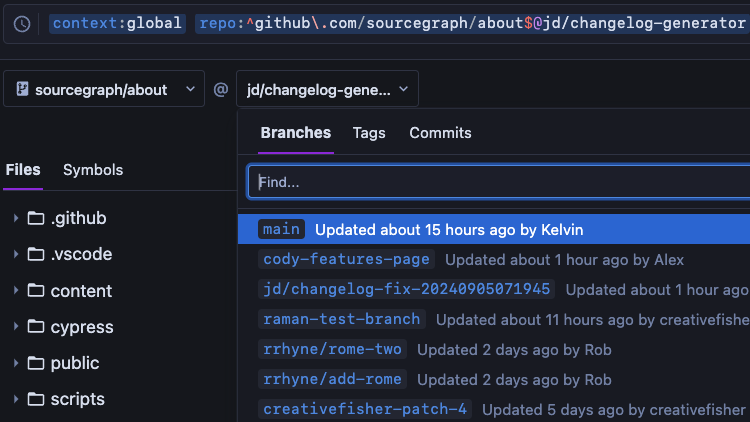 context:global repo:^github\.com/sourcegraph/about$@jd/changelog-generator
sourcegraph/about @ jd/changelog-gene...
Branches Tags Commits
Files Symbols
Find...
.github
.vscode
content
cypress
public
scripts
main Updated about 15 hours ago by Kelvin
cody-features-page Updated about 1 hour ago by Alex
jd/changelog-fix-20240905071945 Updated about 1 hour ago
raman-test-branch Updated about 11 hours ago by creativefisher
rrhyne/rome-two Updated 2 days ago by Rob
rrhyne/add-rome Updated 2 days ago by Rob
creativefisher-patch-4 Updated 5 days ago by creativefisher